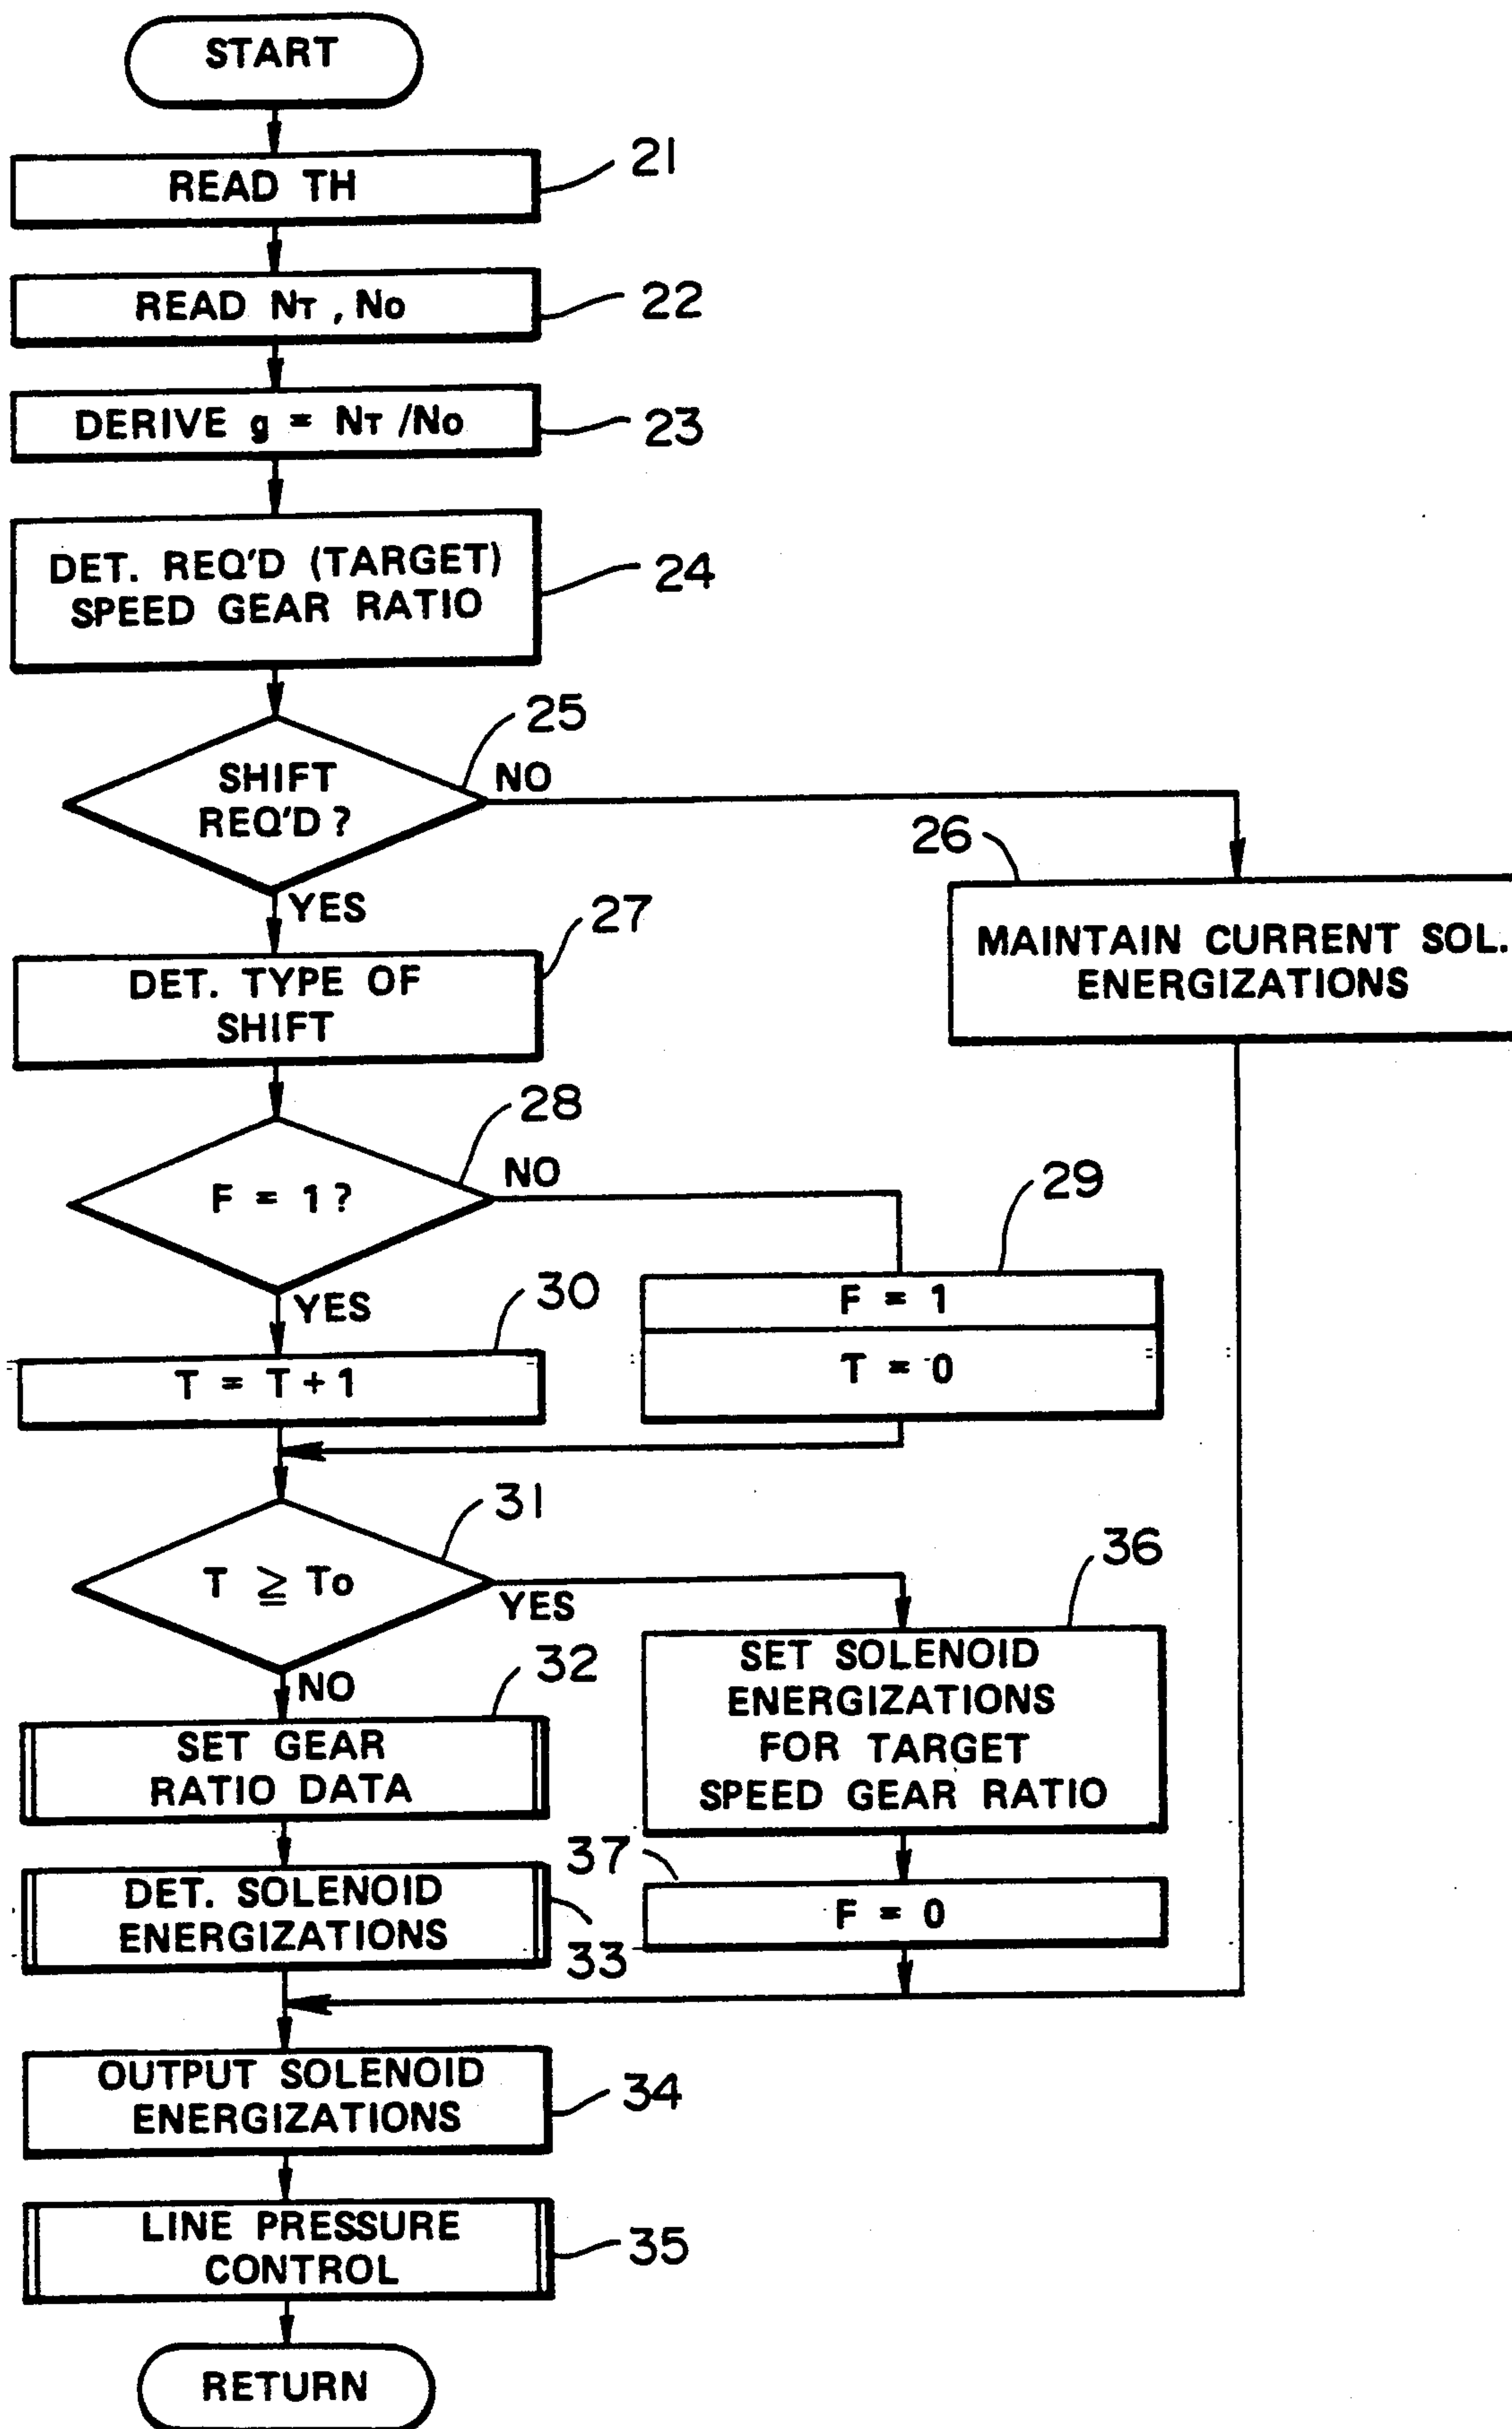 START
READ TH
21
READ NT , No
22
DERIVE g = NT /No
23
DET. REQ'D (TARGET)
SPEED GEAR RATIO
24
SHIFT
REQ'D ?
25
NO
YES
26
MAINTAIN CURRENT SOL.
ENERGIZATIONS
27
DET. TYPE OF
SHIFT
28
F = 1 ?
NO
YES
29
F = 1
T = 0
30
T = T + 1
31
T ≧ To
YES
NO
36
SET SOLENOID
ENERGIZATIONS
FOR TARGET
SPEED GEAR RATIO
32
SET GEAR
RATIO DATA
37
F = 0
DET. SOLENOID
ENERGIZATIONS
33
OUTPUT SOLENOID
ENERGIZATIONS
34
LINE PRESSURE
CONTROL
35
RETURN